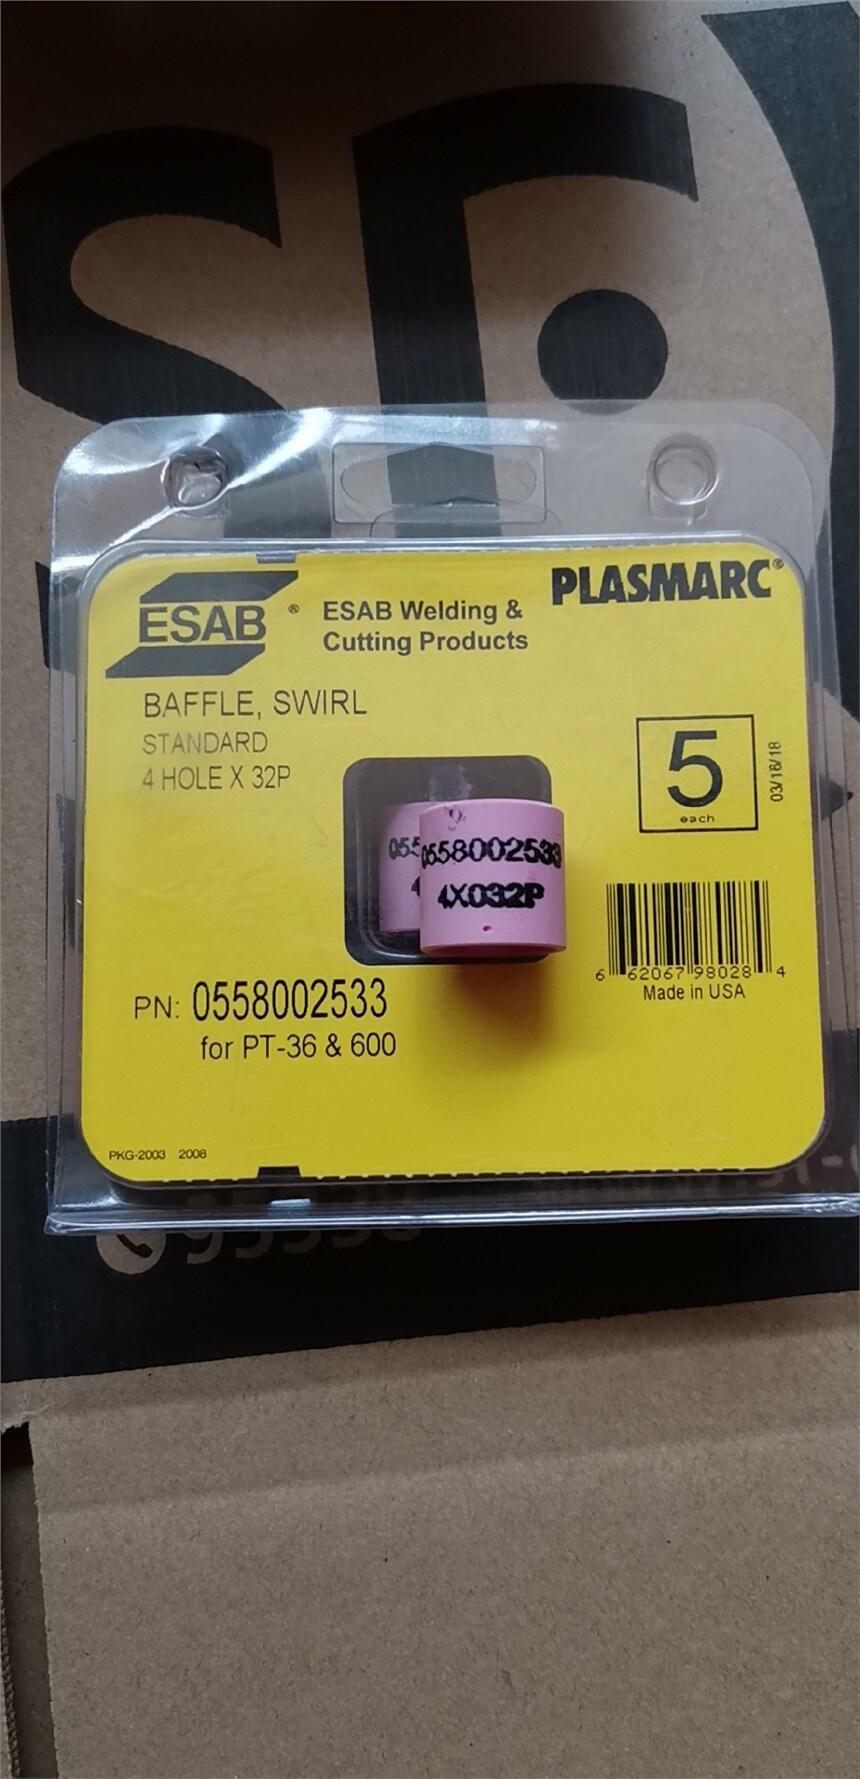 ESAB ®
ESAB Welding &
Cutting Products
PLASMARC®
BAFFLE, SWIRL
STANDARD
4 HOLE X 32P
5
each
03/16/18
055
0558002533
4X032P
6 62067 98028 4
Made in USA
PN: 0558002533
for PT-36 & 600
PKG-2003 2008